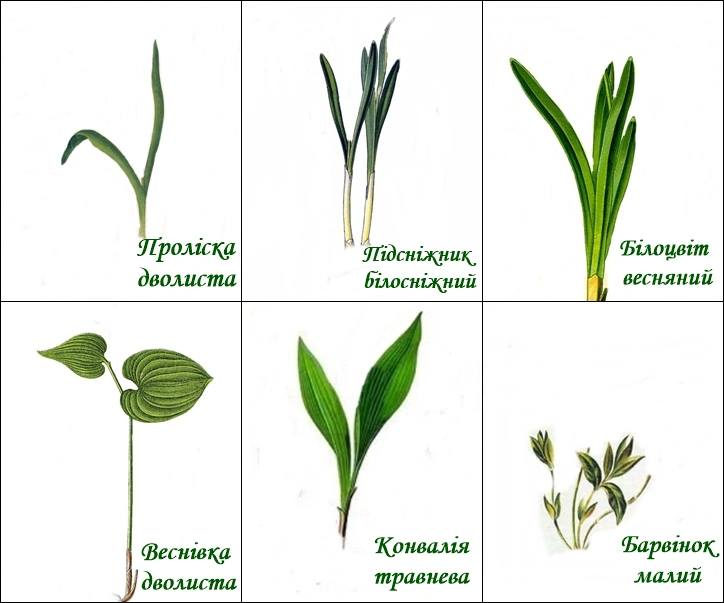 Проліска
дволиста
Підсніжник
білосніжний
Білоцвіт
весняний
Веснівка
дволиста
Конвалія
травнева
Барвінок
малий